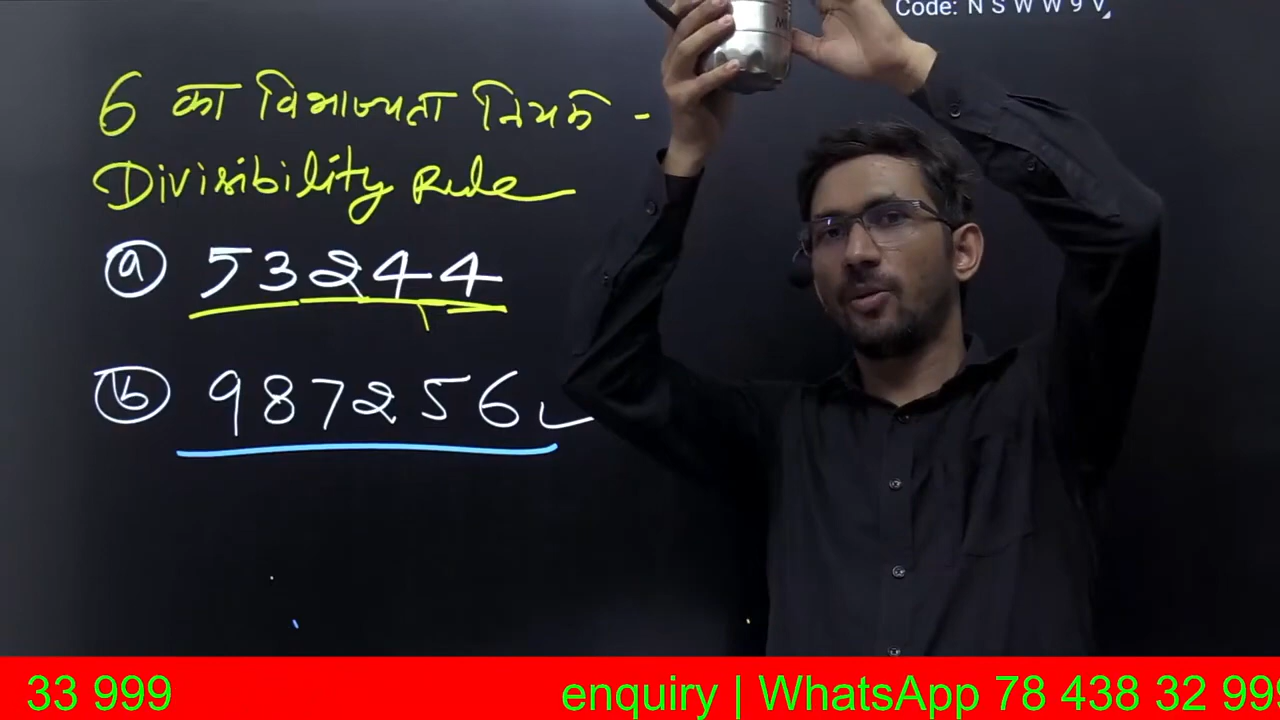 Code: N S W W 9 V
6 का विभाज्यता नियम -
Divisibility Rule
(a) 53244
(b) 987256
33 999
enquiry | WhatsApp 78 438 32 999